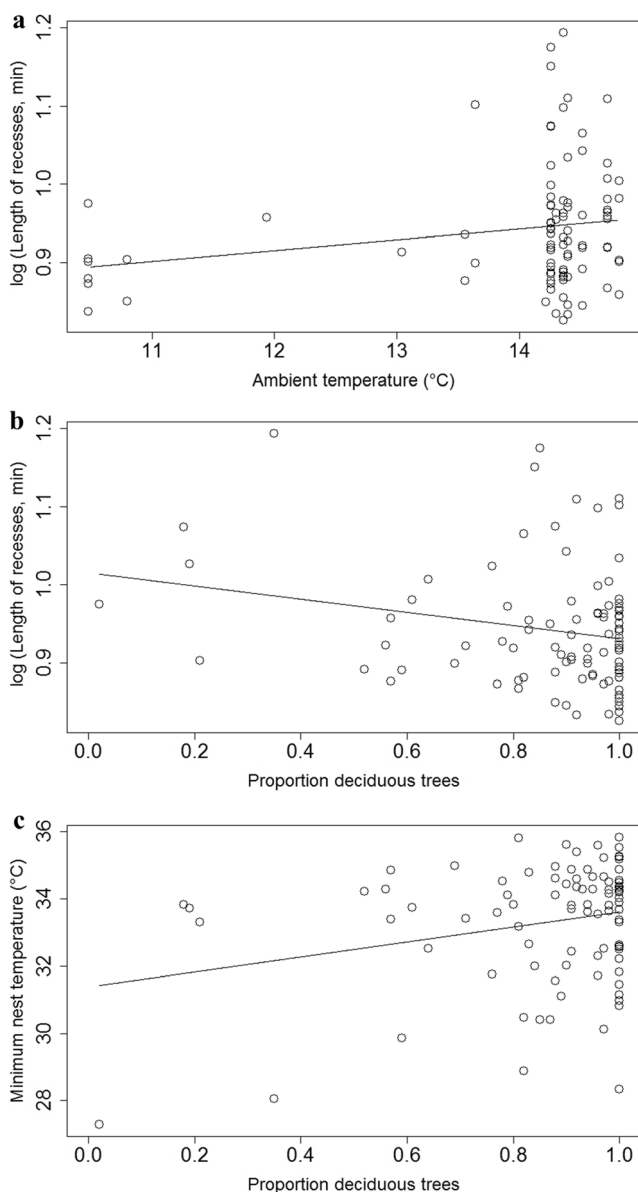 a
log (Length of recesses, min)
1.2
1.1
1.0
0.9
11 12 13 14
Ambient temperature (°C)
b
log (Length of recesses, min)
1.2
1.1
1.0
0.9
0.0 0.2 0.4 0.6 0.8 1.0
Proportion deciduous trees
c
Minimum nest temperature (°C)
36
34
32
30
28
0.0 0.2 0.4 0.6 0.8 1.0
Proportion deciduous trees